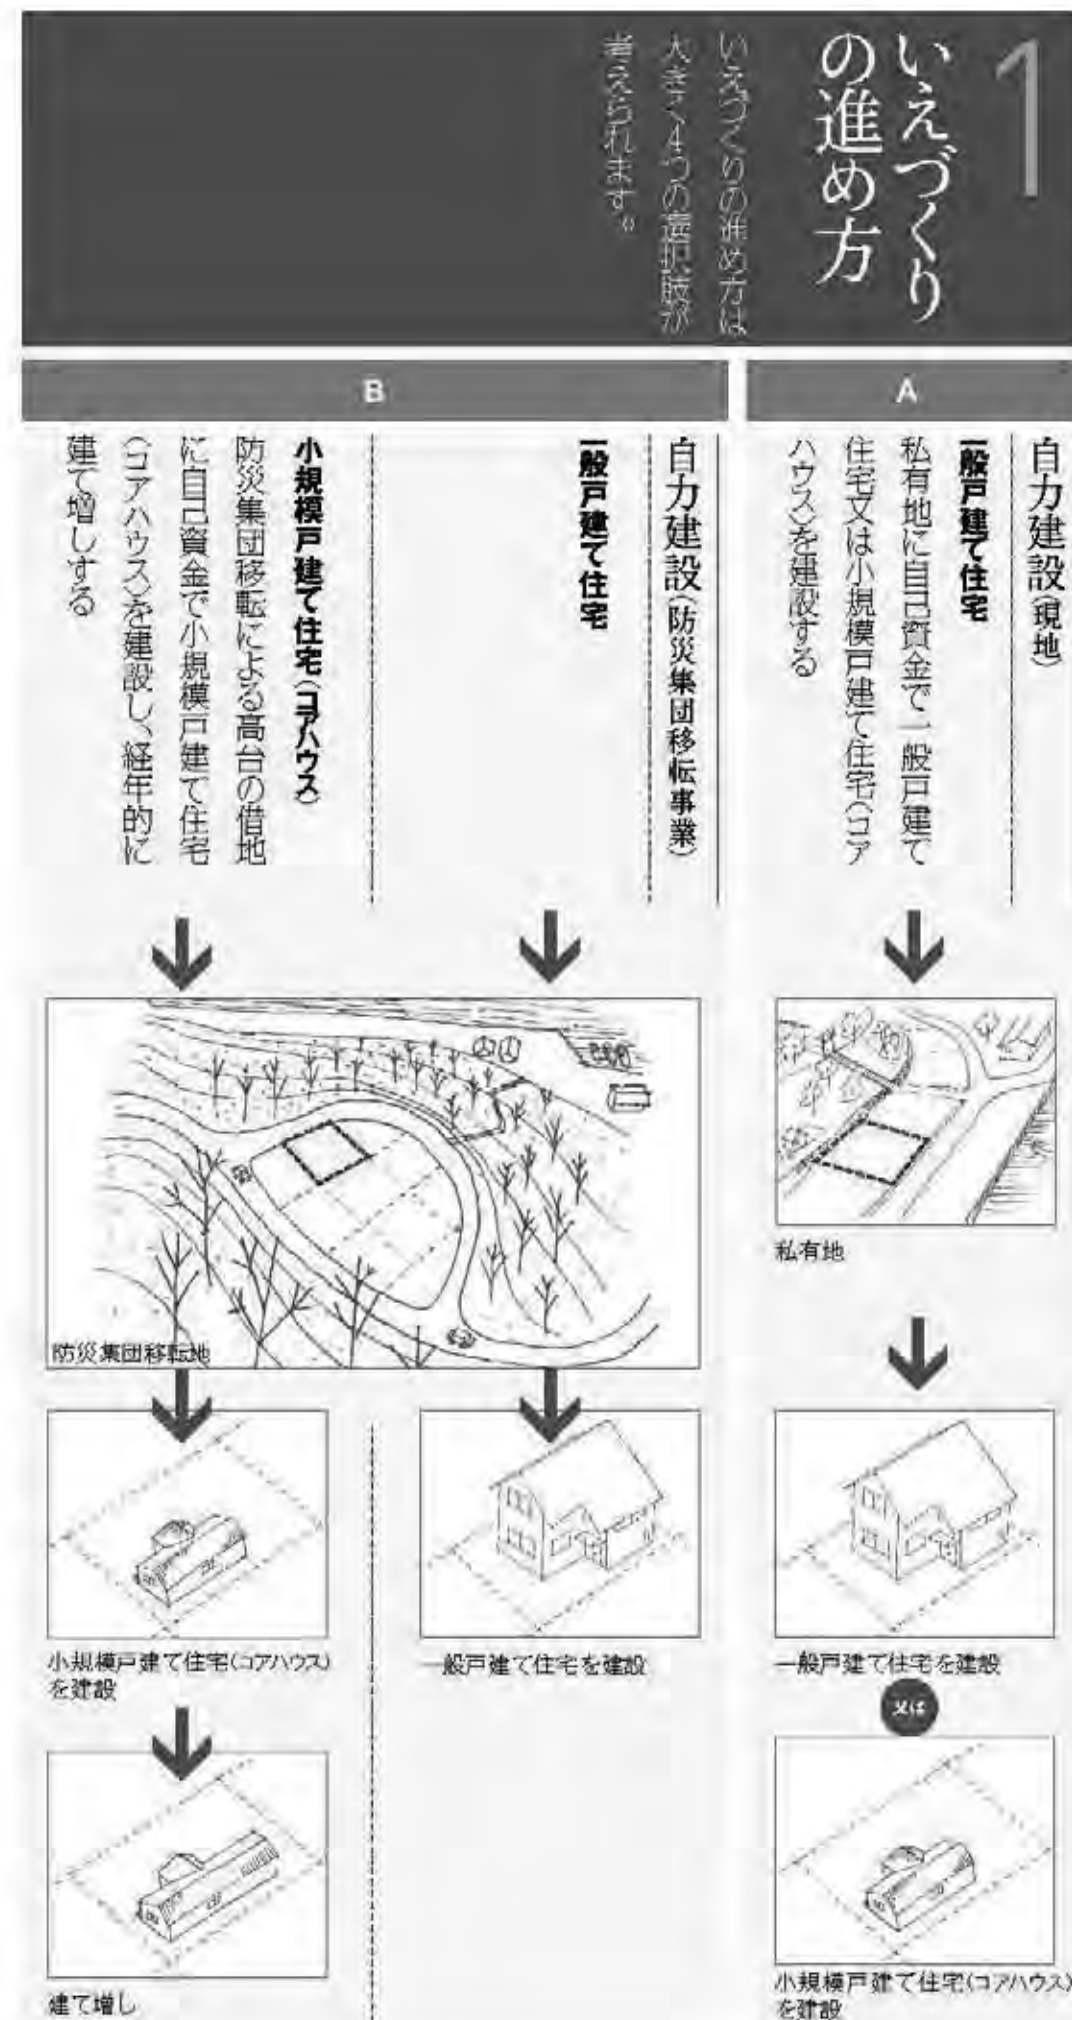 1
いえづくり
の進め方
いえづくりの進め方は
大きく4つの選択肢が
考えられます。
A
自力建設(現地)
一般戸建て住宅
私有地に自己資金で一般戸建て
住宅又は小規模戸建て住宅(コア
ハウス)を建設する
私有地
一般戸建て住宅を建設
又は
小規模戸建て住宅(コアハウス)
を建設
B
自力建設(防災集団移転事業)
一般戸建て住宅
小規模戸建て住宅(コアハウス)
防災集団移転による高台の借地
に自己資金で小規模戸建て住宅
(コアハウス)を建設し、経年的に
建て増しする
防災集団移転地
一般戸建て住宅を建設
小規模戸建て住宅(コアハウス)
を建設
建て増し